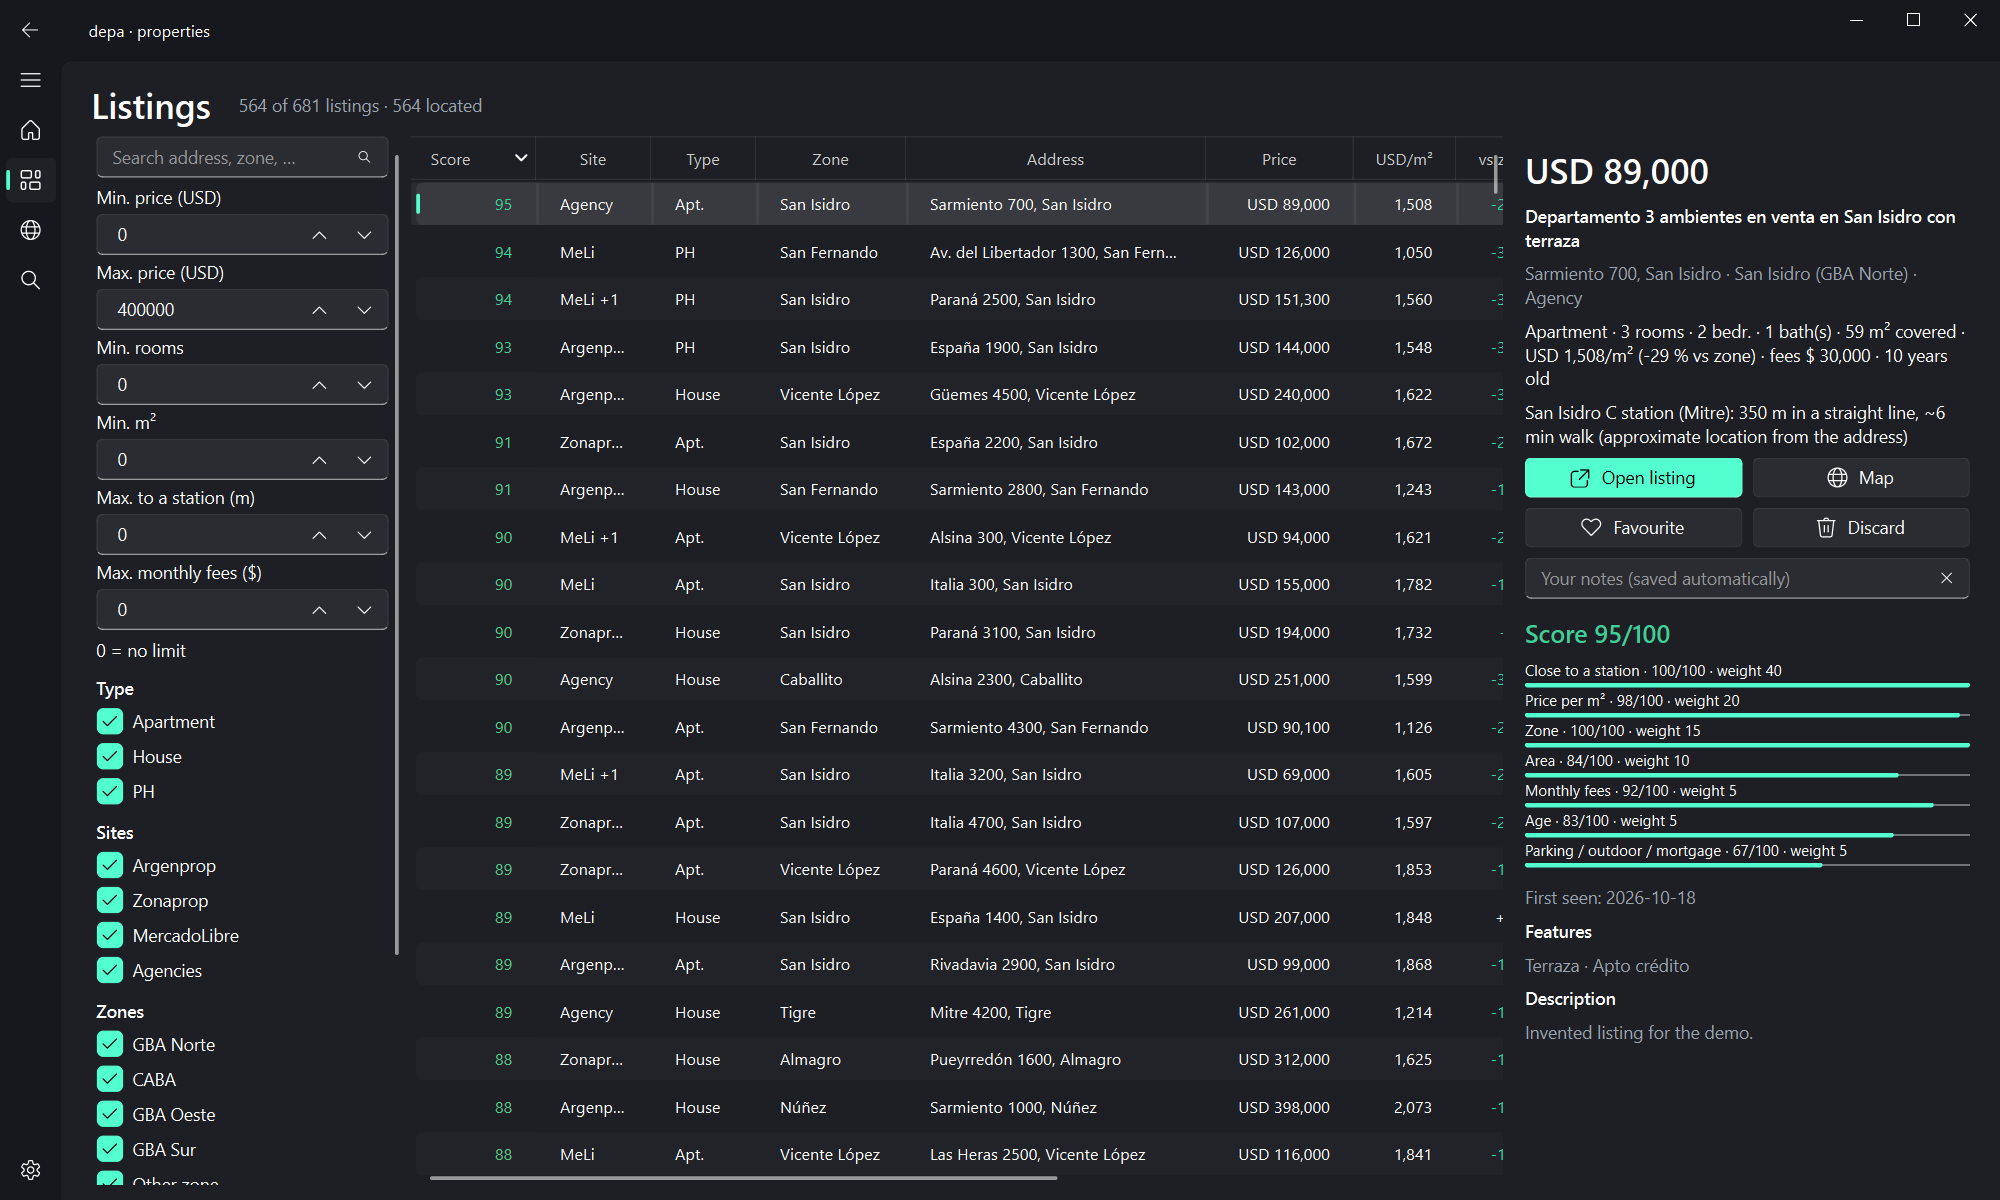 depa · properties
Listings
564 of 681 listings · 564 located
Search address, zone, ...
Min. price (USD)
0
Max. price (USD)
400000
Min. rooms
0
Min. m²
0
Max. to a station (m)
0
Max. monthly fees ($)
0
0 = no limit
Type
Apartment
House
PH
Sites
Argenprop
Zonaprop
MercadoLibre
Agencies
Zones
GBA Norte
CABA
GBA Oeste
GBA Sur
Other zone
Score Site Type Zone Address Price USD/m² vs z
95 Agency Apt. San Isidro Sarmiento 700, San Isidro USD 89,000 1,508 -2
94 MeLi PH San Fernando Av. del Libertador 1300, San Fern... USD 126,000 1,050 -3
94 MeLi +1 PH San Isidro Paraná 2500, San Isidro USD 151,300 1,560 -3
93 Argenp... PH San Isidro España 1900, San Isidro USD 144,000 1,548 -3
93 Argenp... House Vicente López Güemes 4500, Vicente López USD 240,000 1,622 -3
91 Zonapr... Apt. San Isidro España 2200, San Isidro USD 102,000 1,672 -2
91 Argenp... House San Fernando Sarmiento 2800, San Fernando USD 143,000 1,243 -1
90 MeLi +1 Apt. Vicente López Alsina 300, Vicente López USD 94,000 1,621 -2
90 MeLi Apt. San Isidro Italia 300, San Isidro USD 155,000 1,782 -1
90 Zonapr... House San Isidro Paraná 3100, San Isidro USD 194,000 1,732 -
90 Agency House Caballito Alsina 2300, Caballito USD 251,000 1,599 -3
90 Argenp... Apt. San Fernando Sarmiento 4300, San Fernando USD 90,100 1,126 -2
89 MeLi +1 Apt. San Isidro Italia 3200, San Isidro USD 69,000 1,605 -2
89 Zonapr... Apt. San Isidro Italia 4700, San Isidro USD 107,000 1,597 -2
89 Zonapr... Apt. Vicente López Paraná 4600, Vicente López USD 126,000 1,853 -1
89 MeLi House San Isidro España 1400, San Isidro USD 207,000 1,848 +
89 Argenp... Apt. San Isidro Rivadavia 2900, San Isidro USD 99,000 1,868 -1
89 Agency House Tigre Mitre 4200, Tigre USD 261,000 1,214 -1
88 Zonapr... House Almagro Pueyrredón 1600, Almagro USD 312,000 1,625 -1
88 Argenp... House Núñez Sarmiento 1000, Núñez USD 398,000 2,073 -1
88 MeLi Apt. Vicente López Las Heras 2500, Vicente López USD 116,000 1,841 -1
USD 89,000
Departamento 3 ambientes en venta en San Isidro con
terraza
Sarmiento 700, San Isidro · San Isidro (GBA Norte) ·
Agency
Apartment · 3 rooms · 2 bedr. · 1 bath(s) · 59 m² covered ·
USD 1,508/m² (-29 % vs zone) · fees $ 30,000 · 10 years
old
San Isidro C station (Mitre): 350 m in a straight line, ~6
min walk (approximate location from the address)
Open listing
Map
Favourite
Discard
Your notes (saved automatically)
Score 95/100
Close to a station · 100/100 · weight 40
Price per m² · 98/100 · weight 20
Zone · 100/100 · weight 15
Area · 84/100 · weight 10
Monthly fees · 92/100 · weight 5
Age · 83/100 · weight 5
Parking / outdoor / mortgage · 67/100 · weight 5
First seen: 2026-10-18
Features
Terraza · Apto crédito
Description
Invented listing for the demo.